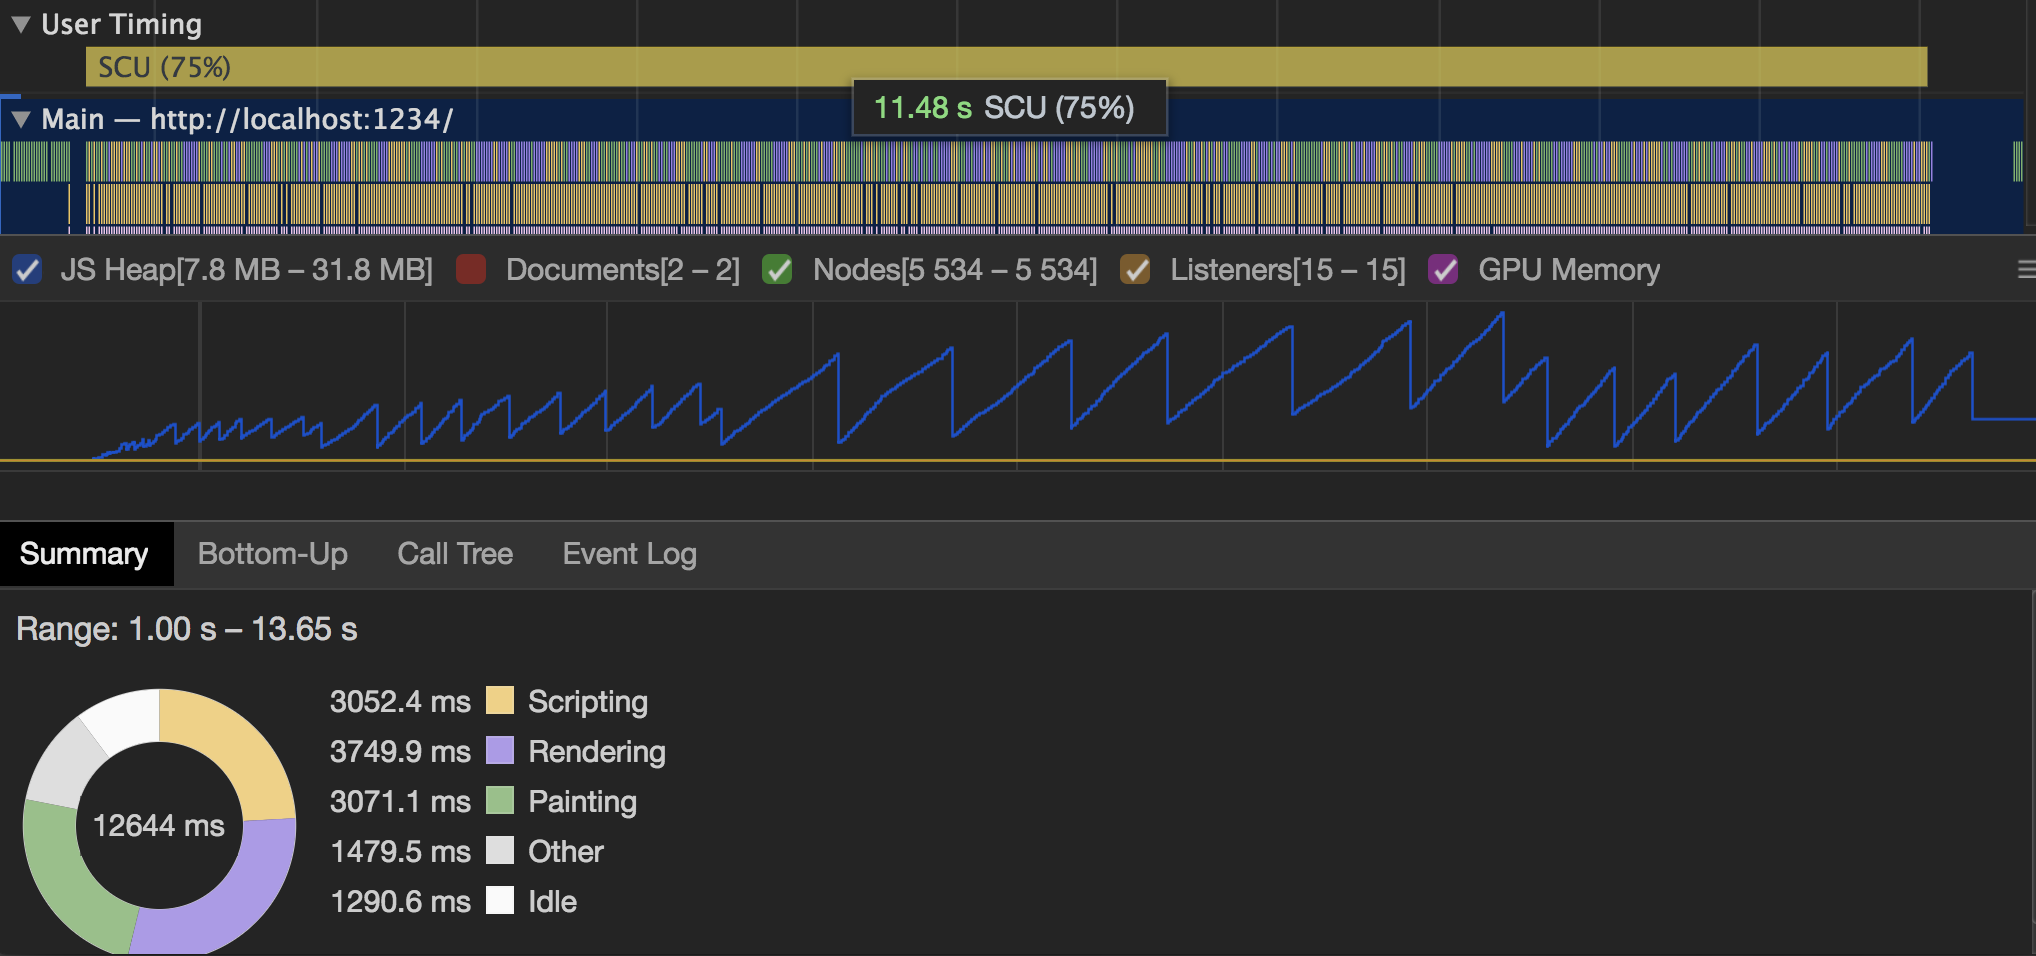 User Timing
SCU (75%)
11.48 s SCU (75%)
Main — http://localhost:1234/
JS Heap[7.8 MB – 31.8 MB] Documents[2 – 2] Nodes[5 534 – 5 534] Listeners[15 – 15] GPU Memory
Summary Bottom-Up Call Tree Event Log
Range: 1.00 s – 13.65 s
3052.4 ms Scripting
3749.9 ms Rendering
3071.1 ms Painting
12644 ms
1479.5 ms Other
1290.6 ms Idle